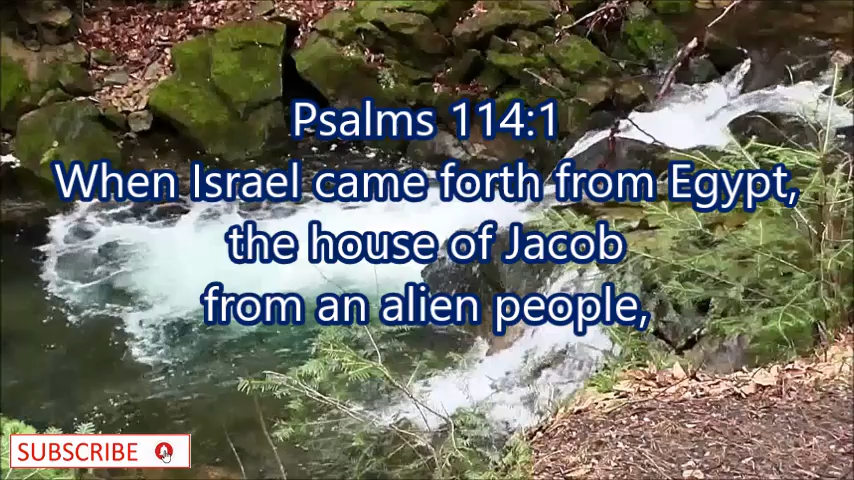 Psalms 114:1
When Israel came forth from Egypt,
the house of Jacob
from an alien people,
SUBSCRIBE